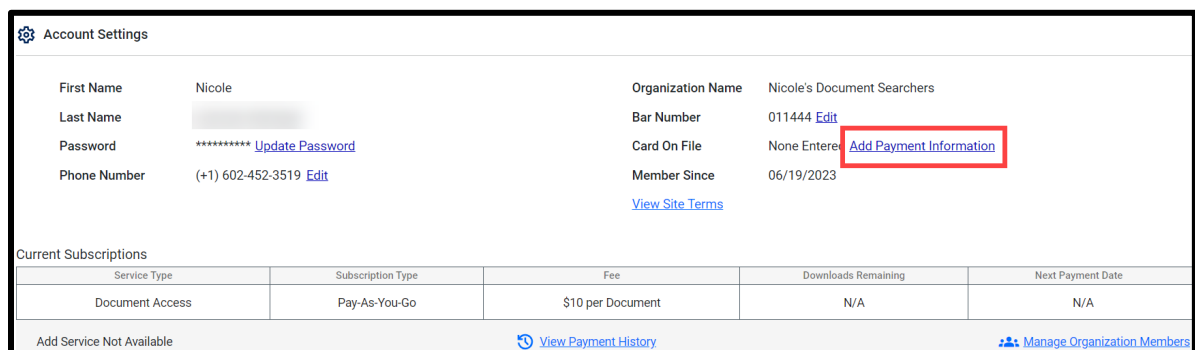 Account Settings
First Name Nicole Organization Name Nicole's Document Searchers
Last Name Bar Number 011444 Edit
Password ********** Update Password Card On File None Entered Add Payment Information
Phone Number (+1) 602-452-3519 Edit Member Since 06/19/2023
View Site Terms
Current Subscriptions
Service Type Subscription Type Fee Downloads Remaining Next Payment Date
Document Access Pay-As-You-Go $10 per Document N/A N/A
Add Service Not Available View Payment History Manage Organization Members